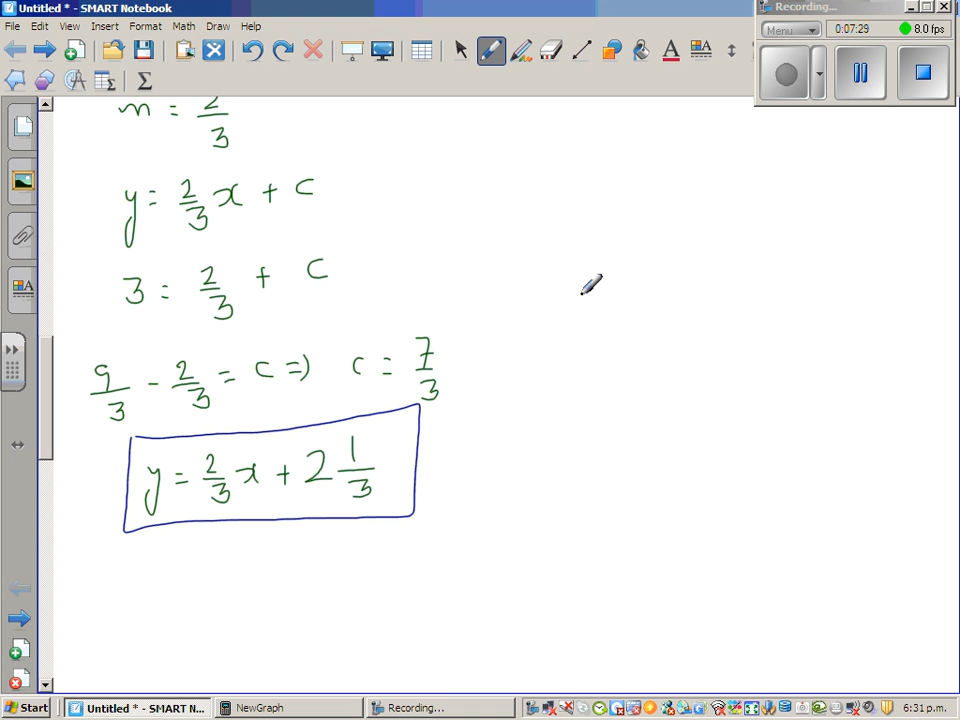 Untitled * - SMART Notebook
File Edit View Insert Format Math Draw Help
Recording...
Menu 0:07:29 8.0 fps
m = 2/3
y = 2/3 x + c
3 = 2/3 + c
9/3 - 2/3 = c => c = 7/3
y = 2/3 x + 2 1/3
Start Untitled * - SMART N... NewGraph Recording... 6:31 p.m.